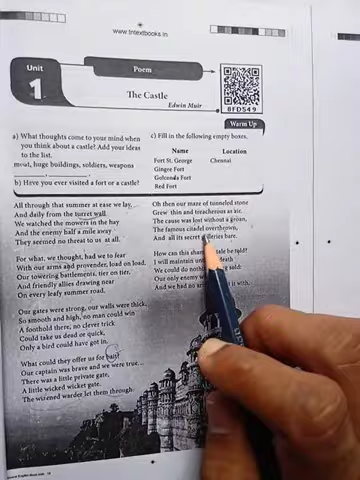 www.tntextbooks.in
Unit
1
Poem
The Castle
Edwin Muir
8FD549
Warm Up
a) What thoughts come to your mind when
you think about a castle? Add your ideas
to the list.
moat, huge buildings, soldiers, weapons
b) Have you ever visited a fort or a castle?
c) Fill in the following empty boxes.
Name Location
Fort St. George Chennai
Gingee Fort
Golconda Fort
Red Fort
All through that summer at ease we lay,
And daily from the turret wall
We watched the mowers in the hay
And the enemy half a mile away
They seemed no threat to us at all.
For what, we thought, had we to fear
With our arms and provender, load on load,
Our towering battlements, tier on tier,
And friendly allies drawing near
On every leafy summer road.
Our gates were strong, our walls were thick,
So smooth and high, no man could win
A foothold there, no clever trick
Could take us dead or quick,
Only a bird could have got in.
What could they offer us for bait?
Our captain was brave and we were true...
There was a little private gate,
A little wicked wicket gate.
The wizened warder let them through.
Oh then our maze of tunneled stone
Grew thin and treacherous as air.
The cause was lost without a groan,
The famous citadel overthrown,
And all its secret galleries bare.
How can this shameful tale be told?
I will maintain until death
We could do nothing sold:
Our only enemy
And we had no it with.